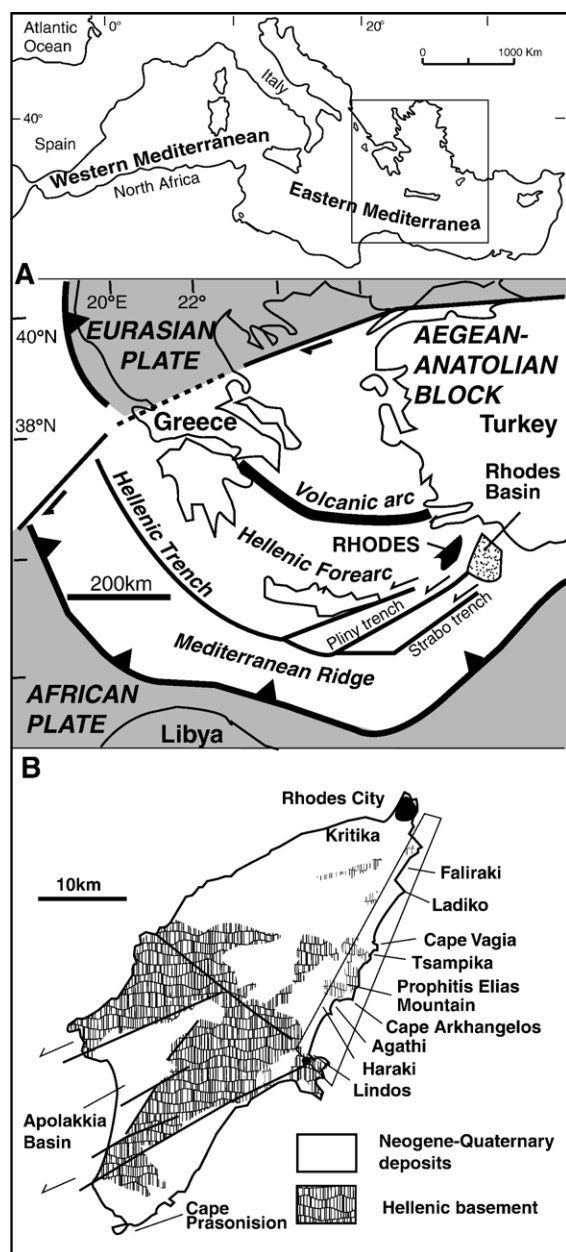 Atlantic
Ocean
0°
20°
0 1000 Km
Italy
40°
Spain
Western Mediterranean
North Africa
Eastern Mediterranea
A
20°E
22°
40°N
EURASIAN
PLATE
AEGEAN-
ANATOLIAN
BLOCK
38°N
Greece
Turkey
Rhodes
Basin
Hellenic Trench
Volcanic arc
RHODES
Hellenic Forearc
200km
Pliny trench
Strabo trench
Mediterranean Ridge
AFRICAN
PLATE
Libya
B
Rhodes City
Kritika
10km
Faliraki
Ladiko
Cape Vagia
Tsampika
Prophitis Elias
Mountain
Cape Arkhangelos
Agathi
Haraki
Lindos
Apolakkia
Basin
Neogene-Quaternary
deposits
Hellenic basement
Cape
Prasonision